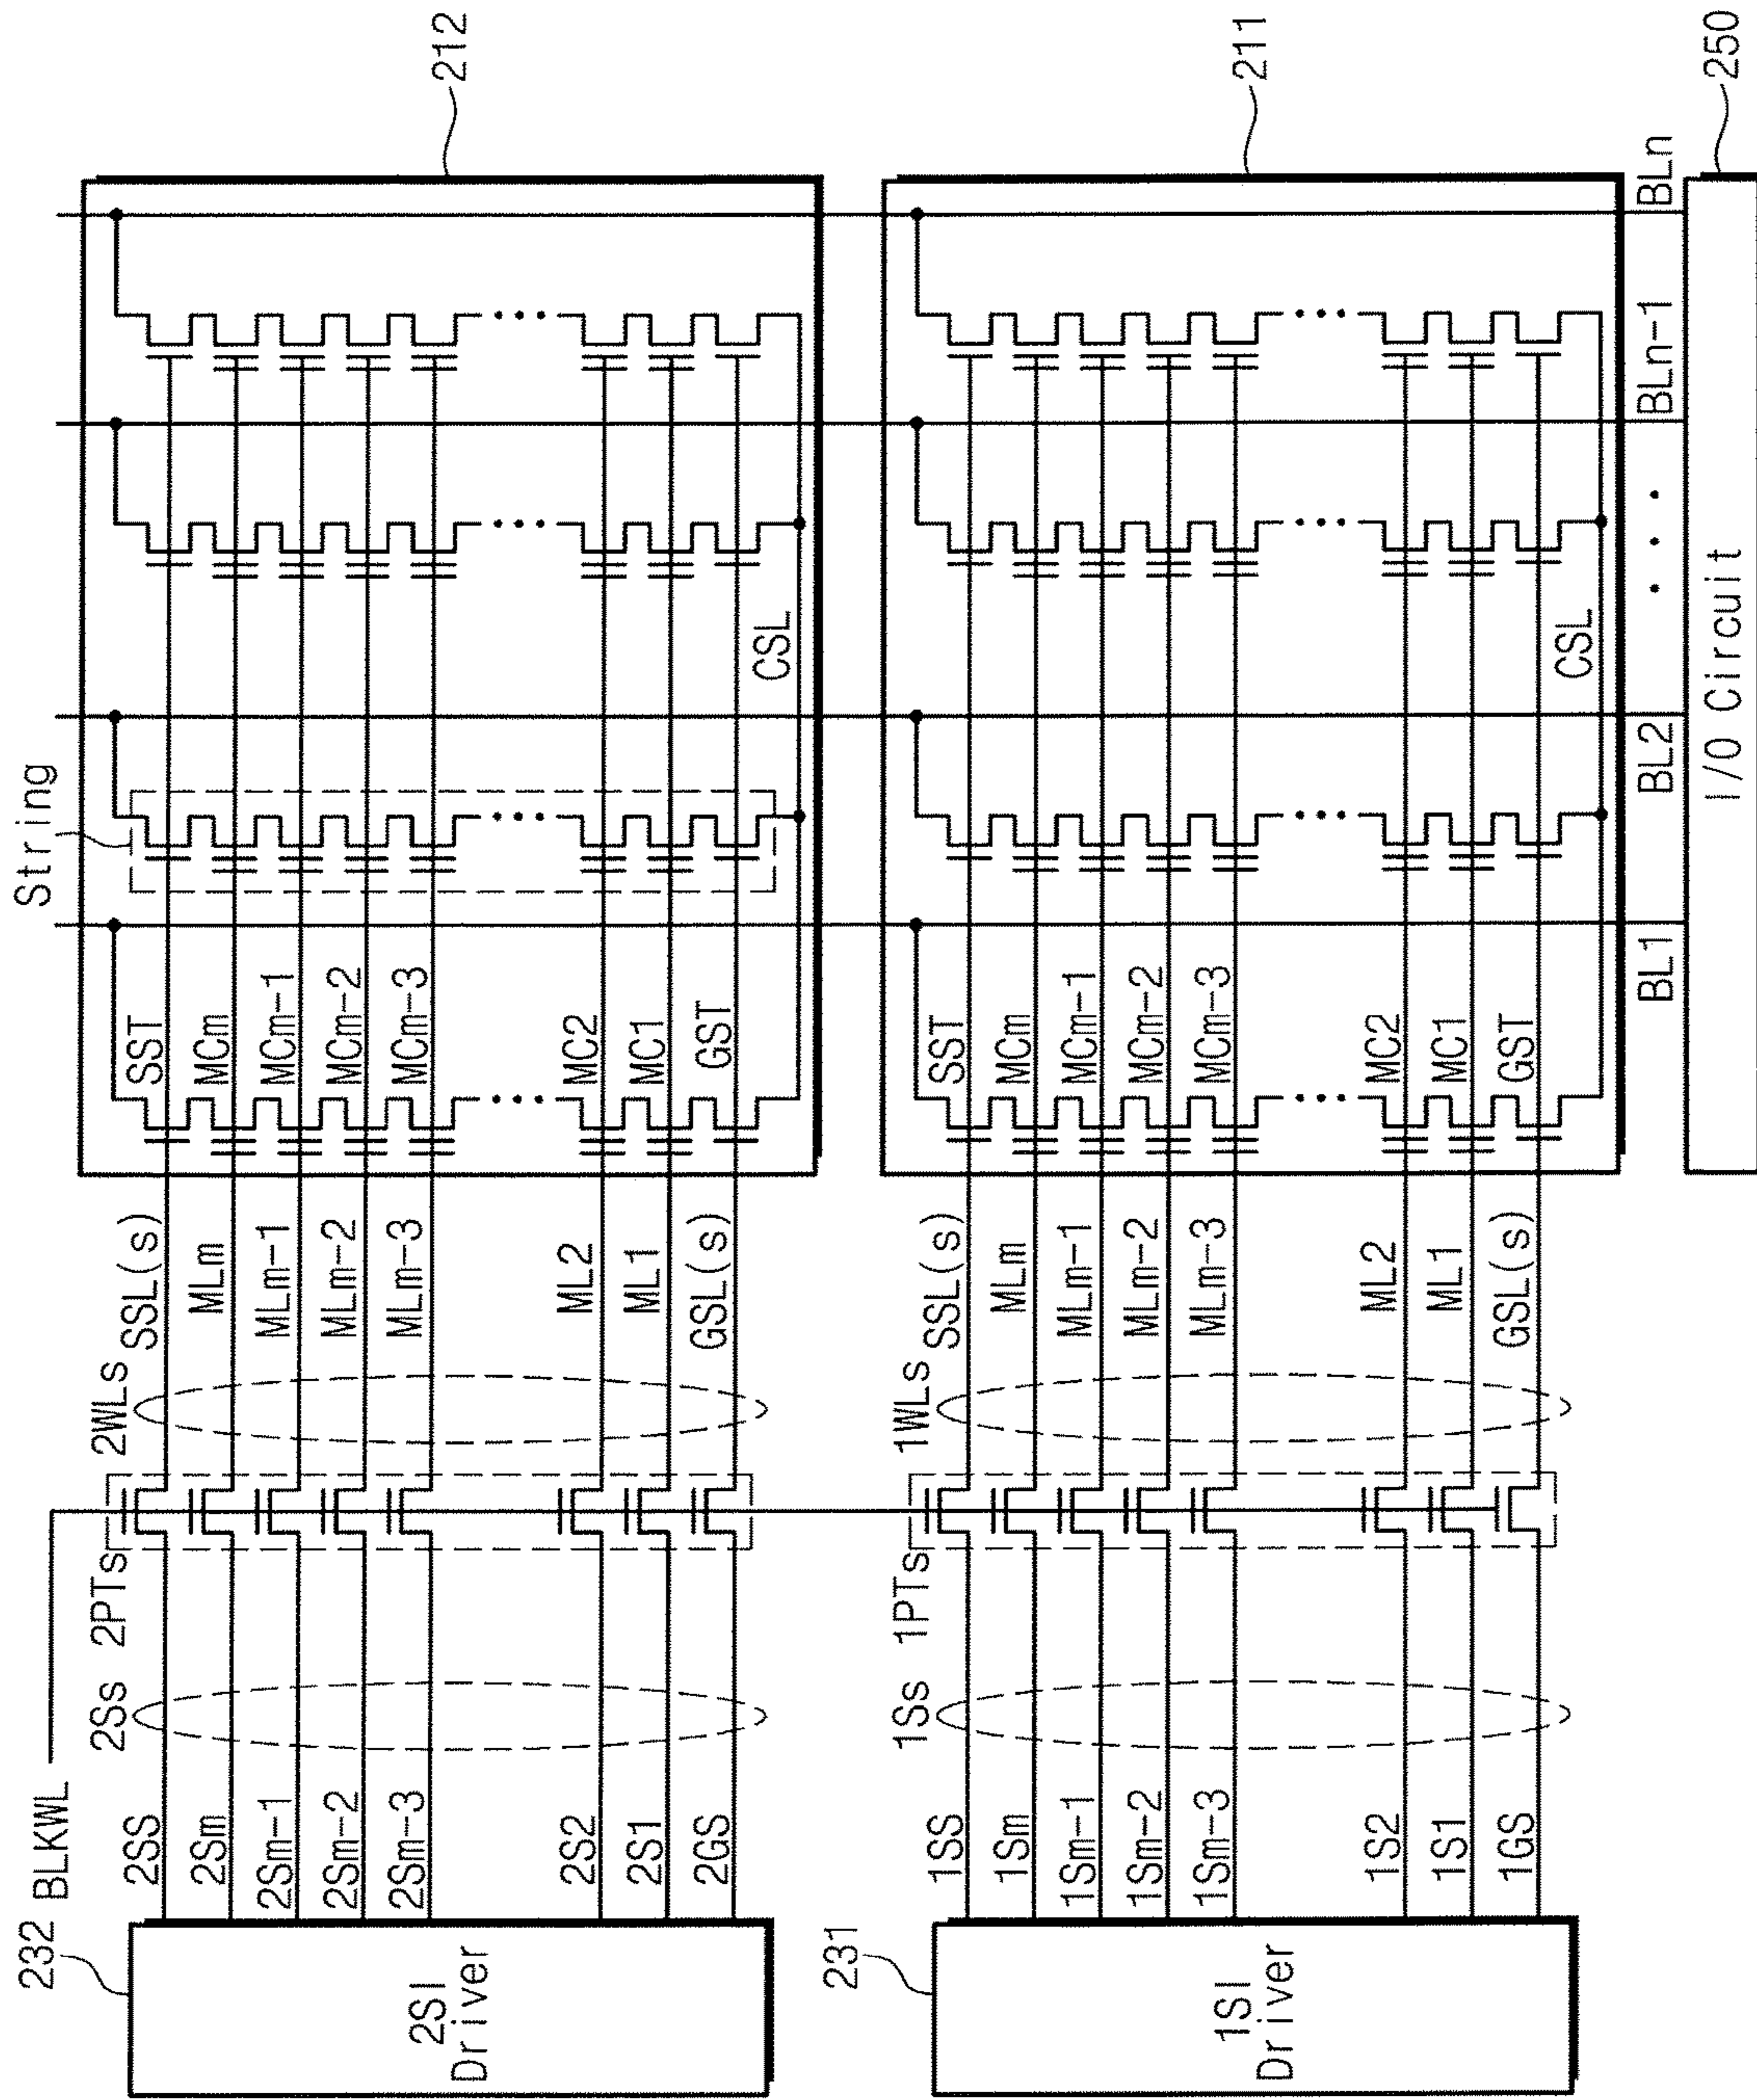 String
212
SST
MCm
MCm-1
MCm-2
MCm-3
MC2
MC1
GST
CSL
SSL(s)
MLm
MLm-1
MLm-2
MLm-3
ML2
ML1
GSL(s)
2WLs
2PTs
2Ss
BLKWL
2SS
2Sm
2Sm-1
2Sm-2
2Sm-3
2S2
2S1
2GS
232
2SI
Driver
211
SST
MCm
MCm-1
MCm-2
MCm-3
MC2
MC1
GST
CSL
SSL(s)
MLm
MLm-1
MLm-2
MLm-3
ML2
ML1
GSL(s)
1WLs
1PTs
1Ss
1SS
1Sm
1Sm-1
1Sm-2
1Sm-3
1S2
1S1
1GS
231
1SI
Driver
BL1
BL2
BLn-1
BLn
I/O Circuit
250